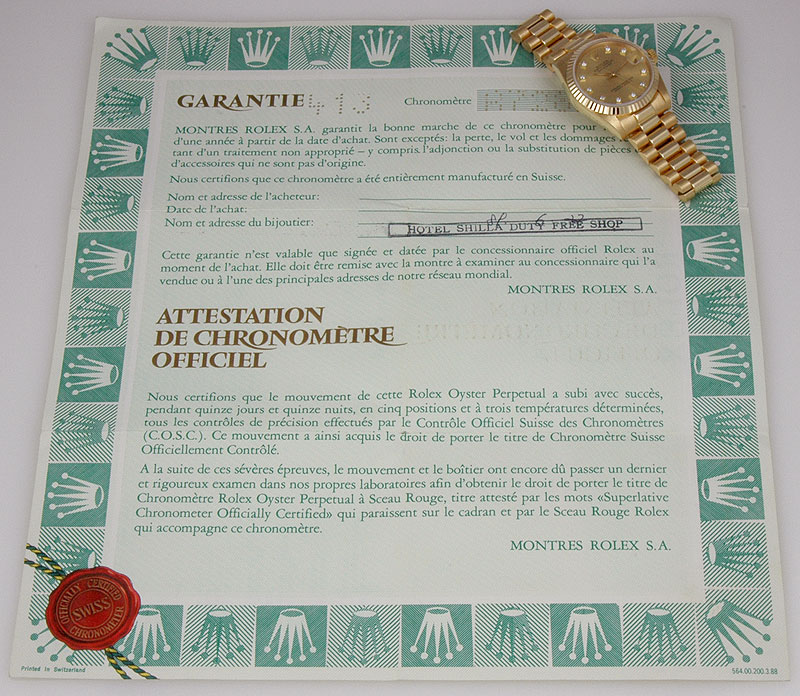 GARANTIE 413 Chronomètre
MONTRES ROLEX S.A. garantit la bonne marche de ce chronomètre pour
d'une année à partir de la date d'achat. Sont exceptés: la perte, le vol et les dommages
tant d'un traitement non approprié – y compris l'adjonction ou la substitution de pièces
d'accessoires qui ne sont pas d'origine.
Nous certifions que ce chronomètre a été entièrement manufacturé en Suisse.
Nom et adresse de l'acheteur:
Date de l'achat:
Nom et adresse du bijoutier:
HOTEL SHILLA DUTY FREE SHOP
Cette garantie n'est valable que signée et datée par le concessionnaire officiel Rolex au
moment de l'achat. Elle doit être remise avec la montre à examiner au concessionnaire qui l'a
vendue ou à l'une des principales adresses de notre réseau mondial.
MONTRES ROLEX S.A.
ATTESTATION
DE CHRONOMÈTRE
OFFICIEL
Nous certifions que le mouvement de cette Rolex Oyster Perpetual a subi avec succès,
pendant quinze jours et quinze nuits, en cinq positions et à trois températures déterminées,
tous les contrôles de précision effectués par le Contrôle Officiel Suisse des Chronomètres
(C.O.S.C.). Ce mouvement a ainsi acquis le droit de porter le titre de Chronomètre Suisse
Officiellement Contrôlé.
A la suite de ces sévères épreuves, le mouvement et le boîtier ont encore dû passer un dernier
et rigoureux examen dans nos propres laboratoires afin d'obtenir le droit de porter le titre de
Chronomètre Rolex Oyster Perpetual à Sceau Rouge, titre attesté par les mots «Superlative
Chronometer Officially Certified» qui paraissent sur le cadran et par le Sceau Rouge Rolex
qui accompagne ce chronomètre.
MONTRES ROLEX S.A.
OFFICIALLY CERTIFIED
SWISS
CHRONOMETER
Printed in Switzerland
564.00.200.3.88